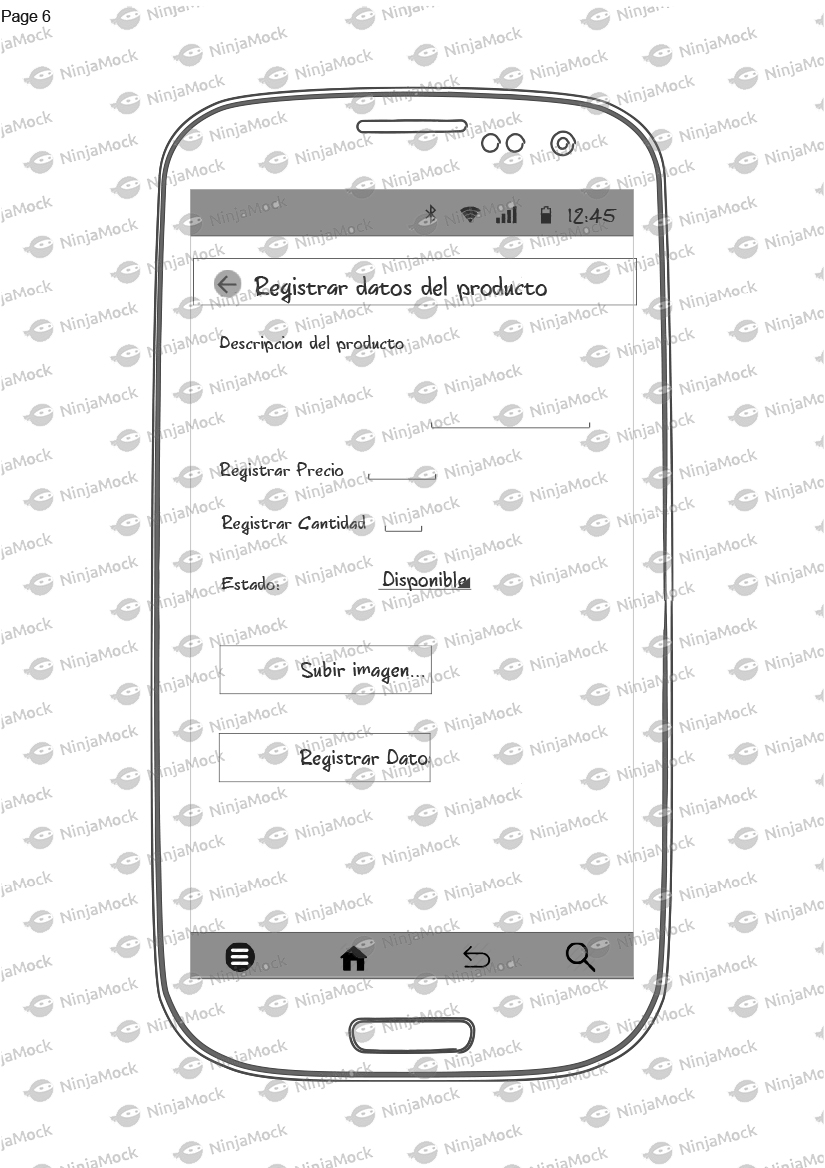 Page 6
12:45
Registrar datos del producto
Descripcion del producto
Registrar Precio
Registrar Cantidad
Estado:
Disponible
Subir imagen...
Registrar Dato
NinjaMock